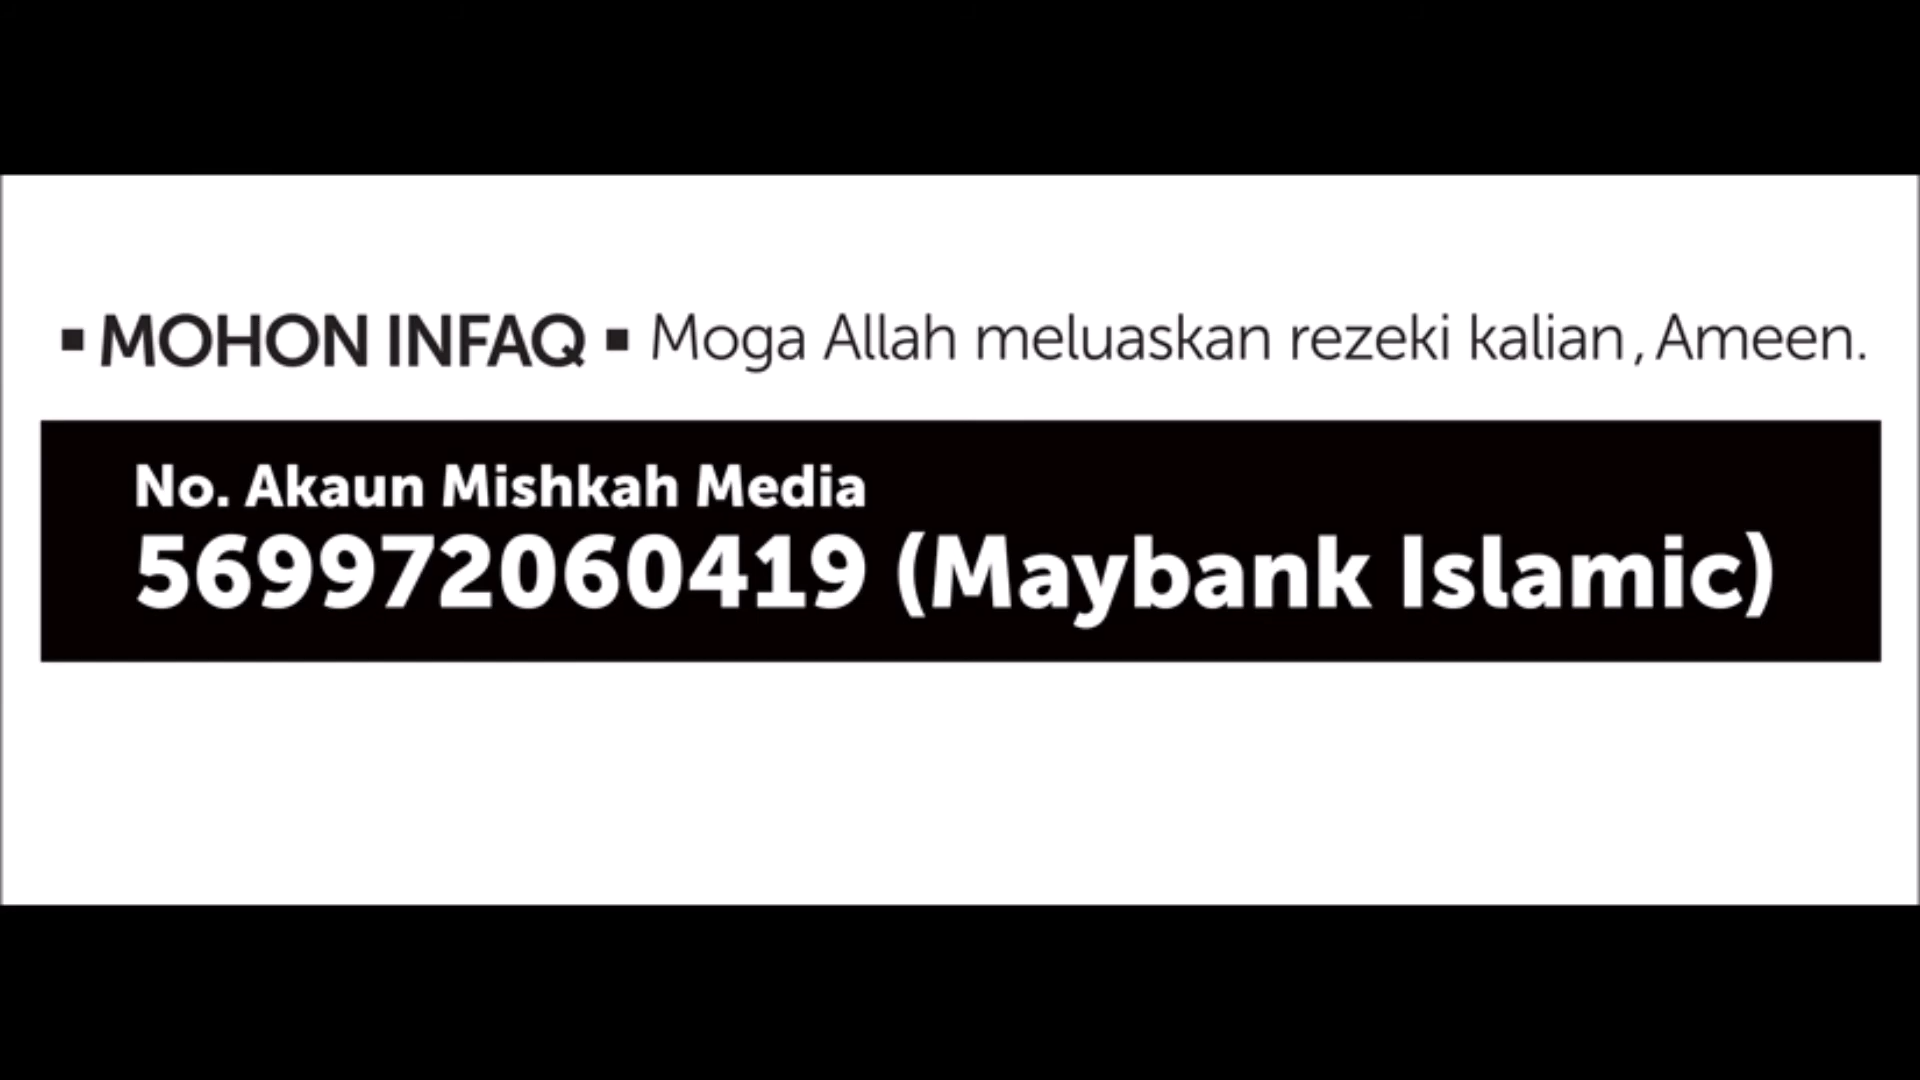 ▪ MOHON INFAQ ▪ Moga Allah meluaskan rezeki kalian, Ameen.
No. Akaun Mishkah Media
569972060419 (Maybank Islamic)